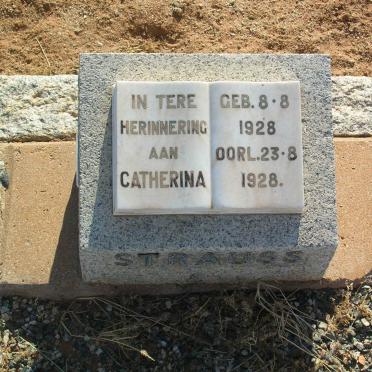 IN TERE
HERINNERING
AAN
CATHERINA
GEB. 8·8
1928
OORL. 23·8
1928.
STRAUSS